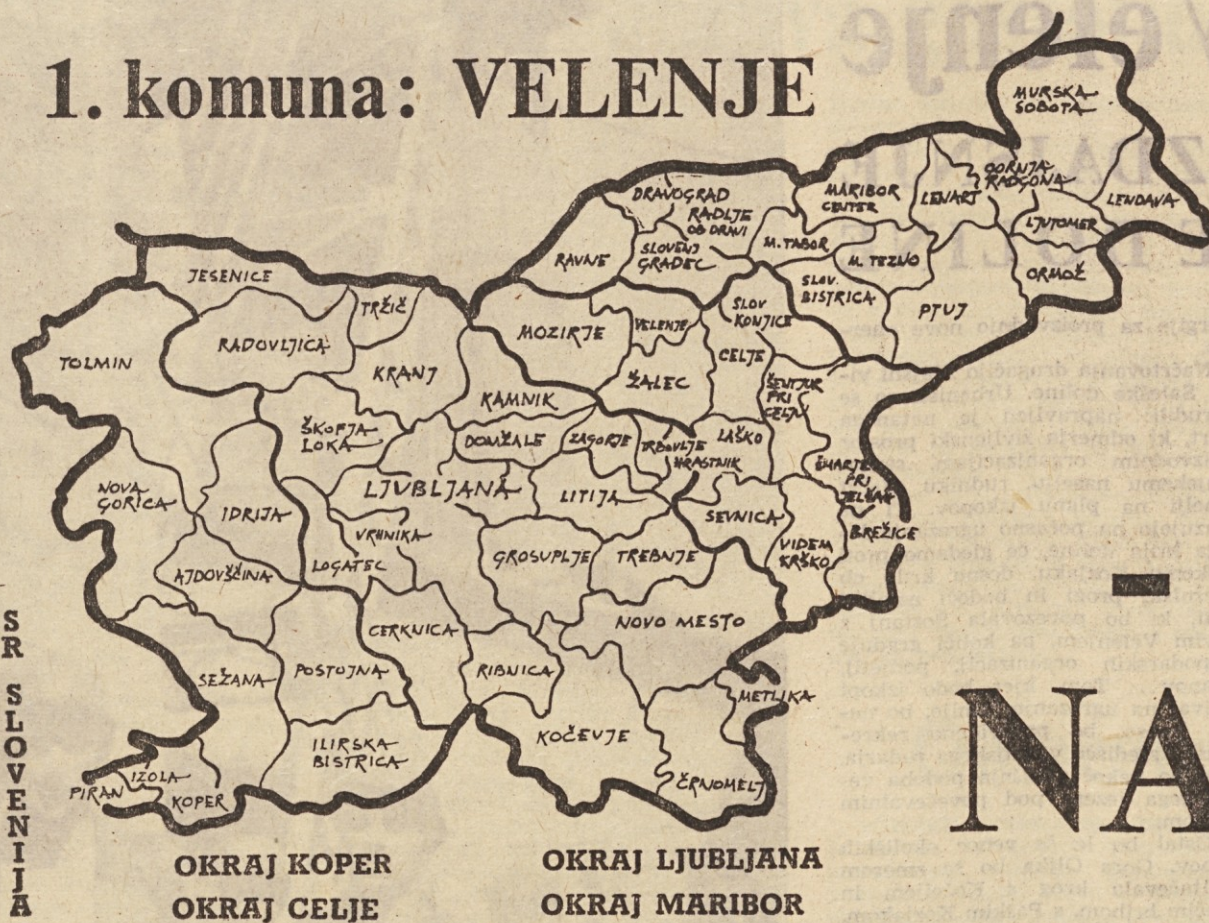 1. komuna: VELENJE
MURSKA
SOBOTA
DRAVOGRAD
RADLJE
OB DRAVI
MARIBOR
CENTER
LENART
GORNJA
RADGONA
LENDAVA
LJUTOMER
RAVNE
SLOVENJ
GRADEC
M. TABOR
M. TEZNO
ORMOŽ
JESENICE
TRŽIČ
SLOV.
BISTRICA
PTUJ
TOLMIN
RADOVLJICA
MOZIRJE
VELENJE
SLOV
KONJICE
CELJE
KRANJ
ŽALEC
ŠENTJUR
PRI
CELJU
KAMNIK
ŠKOFJA
LOKA
DOMŽALE
ZAGORJE
TRBOVLJE
HRASTNIK
LAŠKO
ŠMARJE
PRI
JELŠAH
NOVA
GORICA
IDRIJA
LJUBLJANA
LITIJA
SEVNICA
BREŽICE
VRHNIKA
GROSUPLJE
TREBNJE
VIDEM
KRŠKO
AJDOVŠČINA
LOGATEC
CERKNICA
NOVO MESTO
SEŽANA
POSTOJNA
RIBNICA
METLIKA
ILIRSKA
BISTRICA
KOČEVJE
ČRNOMELJ
IZOLA
PIRAN
KOPER
SR SLOVENIJA
NA
OKRAJ KOPER
OKRAJ LJUBLJANA
OKRAJ CELJE
OKRAJ MARIBOR